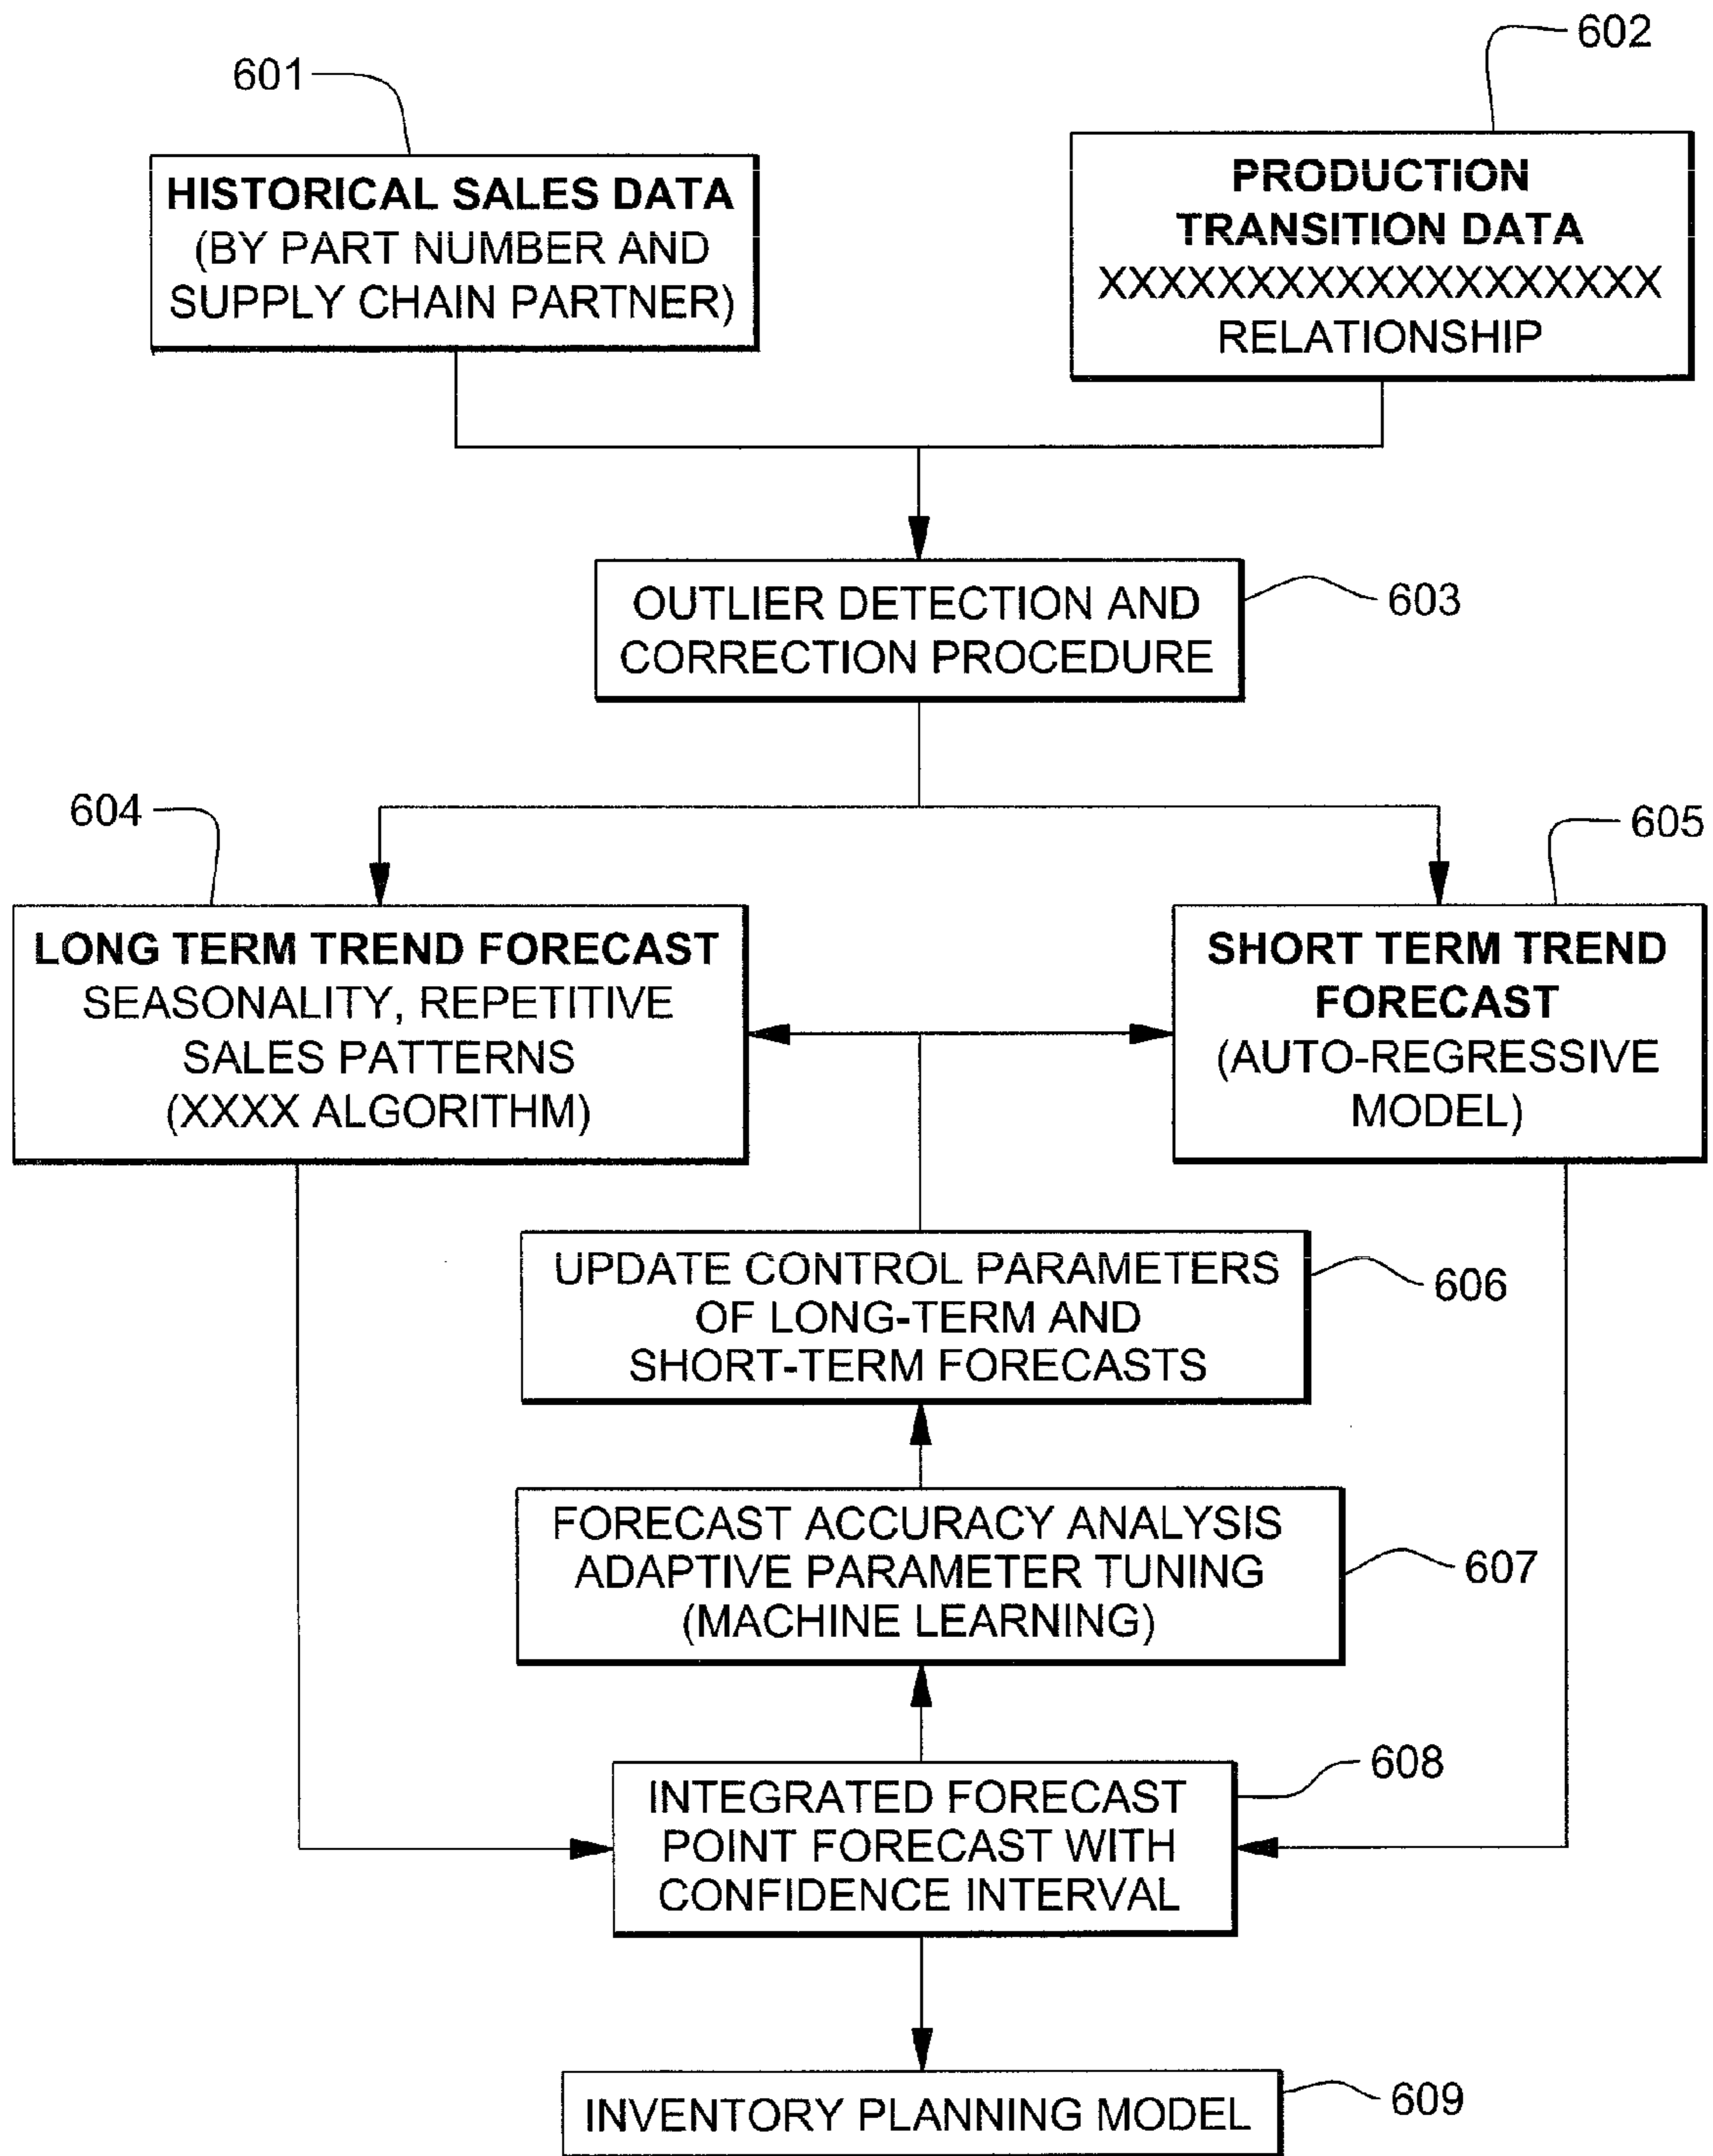 602
601
HISTORICAL SALES DATA
(BY PART NUMBER AND
SUPPLY CHAIN PARTNER)
PRODUCTION
TRANSITION DATA
XXXXXXXXXXXXXXXXXXX
RELATIONSHIP
OUTLIER DETECTION AND
CORRECTION PROCEDURE
603
604
605
LONG TERM TREND FORECAST
SEASONALITY, REPETITIVE
SALES PATTERNS
(XXXX ALGORITHM)
SHORT TERM TREND
FORECAST
(AUTO-REGRESSIVE
MODEL)
UPDATE CONTROL PARAMETERS
OF LONG-TERM AND
SHORT-TERM FORECASTS
606
FORECAST ACCURACY ANALYSIS
ADAPTIVE PARAMETER TUNING
(MACHINE LEARNING)
607
608
INTEGRATED FORECAST
POINT FORECAST WITH
CONFIDENCE INTERVAL
INVENTORY PLANNING MODEL
609